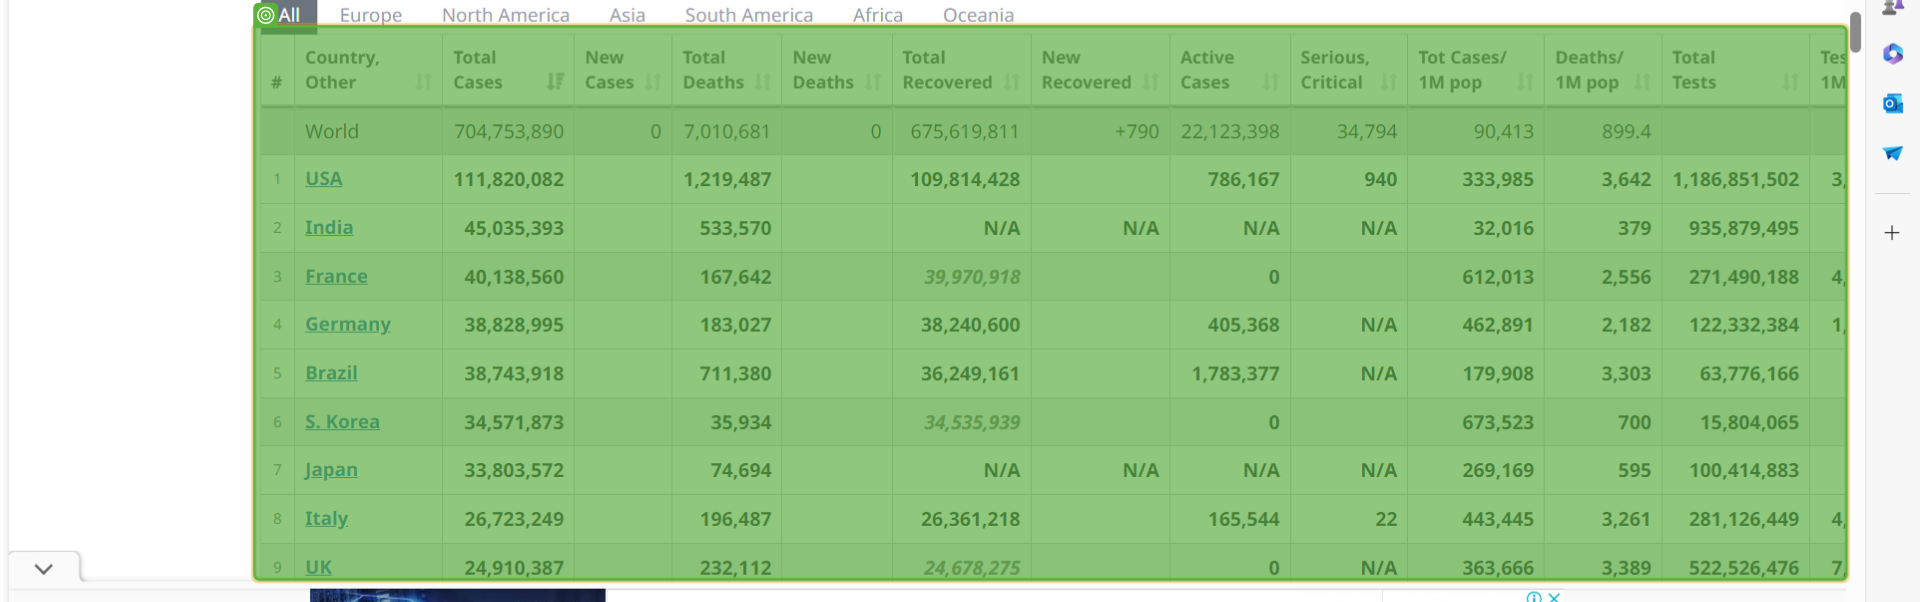 All Europe North America Asia South America Africa Oceania
# Country, Other Total Cases New Cases Total Deaths New Deaths Total Recovered New Recovered Active Cases Serious, Critical Tot Cases/ 1M pop Deaths/ 1M pop Total Tests Tes 1M
World 704,753,890 0 7,010,681 0 675,619,811 +790 22,123,398 34,794 90,413 899.4
1 USA 111,820,082 1,219,487 109,814,428 786,167 940 333,985 3,642 1,186,851,502 3,
2 India 45,035,393 533,570 N/A N/A N/A N/A 32,016 379 935,879,495
3 France 40,138,560 167,642 39,970,918 0 612,013 2,556 271,490,188 4,
4 Germany 38,828,995 183,027 38,240,600 405,368 N/A 462,891 2,182 122,332,384 1,
5 Brazil 38,743,918 711,380 36,249,161 1,783,377 N/A 179,908 3,303 63,776,166
6 S. Korea 34,571,873 35,934 34,535,939 0 673,523 700 15,804,065
7 Japan 33,803,572 74,694 N/A N/A N/A N/A 269,169 595 100,414,883
8 Italy 26,723,249 196,487 26,361,218 165,544 22 443,445 3,261 281,126,449 4,
9 UK 24,910,387 232,112 24,678,275 0 N/A 363,666 3,389 522,526,476 7,